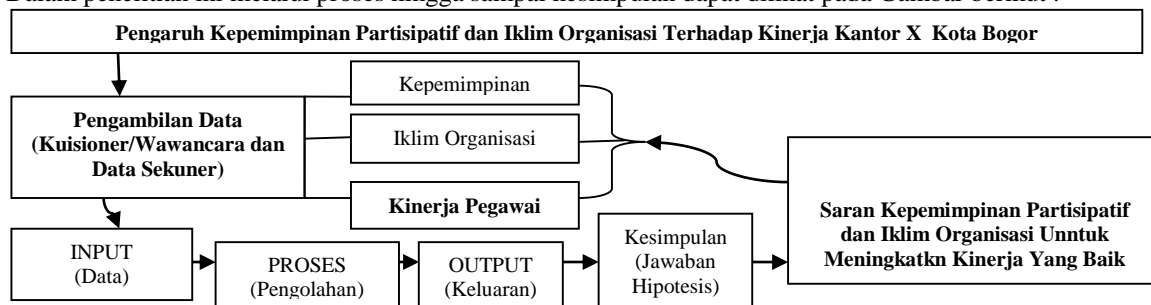 Dalam penelitian ini melalui proses hingga sampai kesimpulan dapat dilihat pada Gambar berikut :
Pengaruh Kepemimpinan Partisipatif dan Iklim Organisasi Terhadap Kinerja Kantor X Kota Bogor
Kepemimpinan
Pengambilan Data
(Kuisioner/Wawancara dan
Data Sekuner)
Iklim Organisasi
Kinerja Pegawai
Saran Kepemimpinan Partisipatif
dan Iklim Organisasi Unntuk
Meningkatkn Kinerja Yang Baik
INPUT
(Data)
PROSES
(Pengolahan)
OUTPUT
(Keluaran)
Kesimpulan
(Jawaban
Hipotesis)